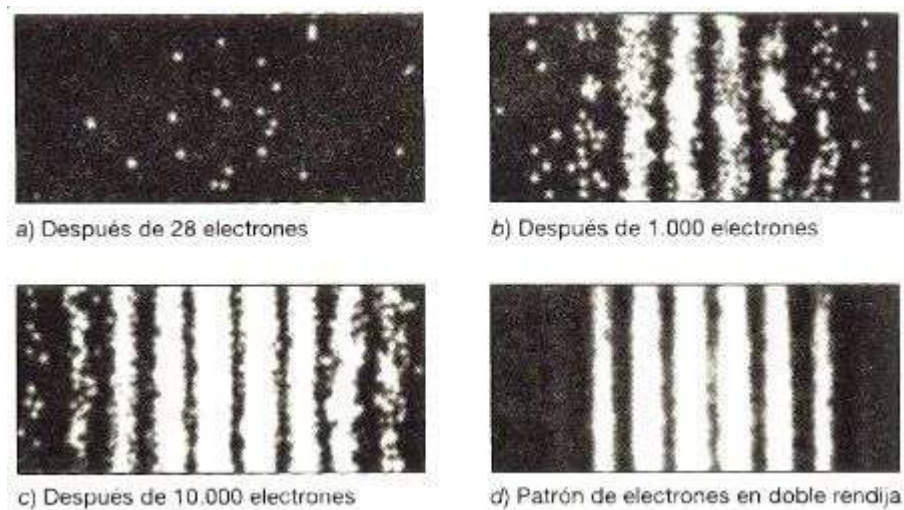 a) Después de 28 electrones
b) Después de 1.000 electrones
c) Después de 10.000 electrones
d) Patrón de electrones en doble rendija